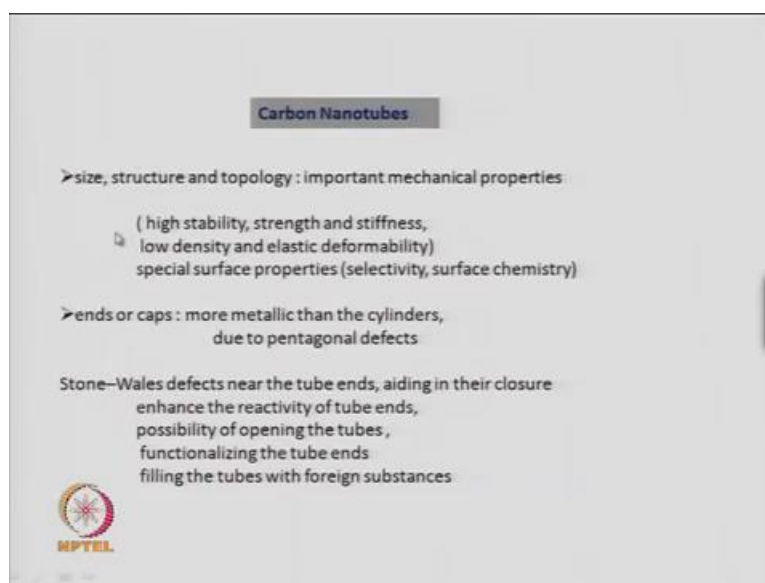 Carbon Nanotubes
➢size, structure and topology : important mechanical properties
( high stability, strength and stiffness,
low density and elastic deformability)
special surface properties (selectivity, surface chemistry)
➢ends or caps : more metallic than the cylinders,
due to pentagonal defects
Stone–Wales defects near the tube ends, aiding in their closure
enhance the reactivity of tube ends,
possibility of opening the tubes ,
functionalizing the tube ends
filling the tubes with foreign substances
NPTEL